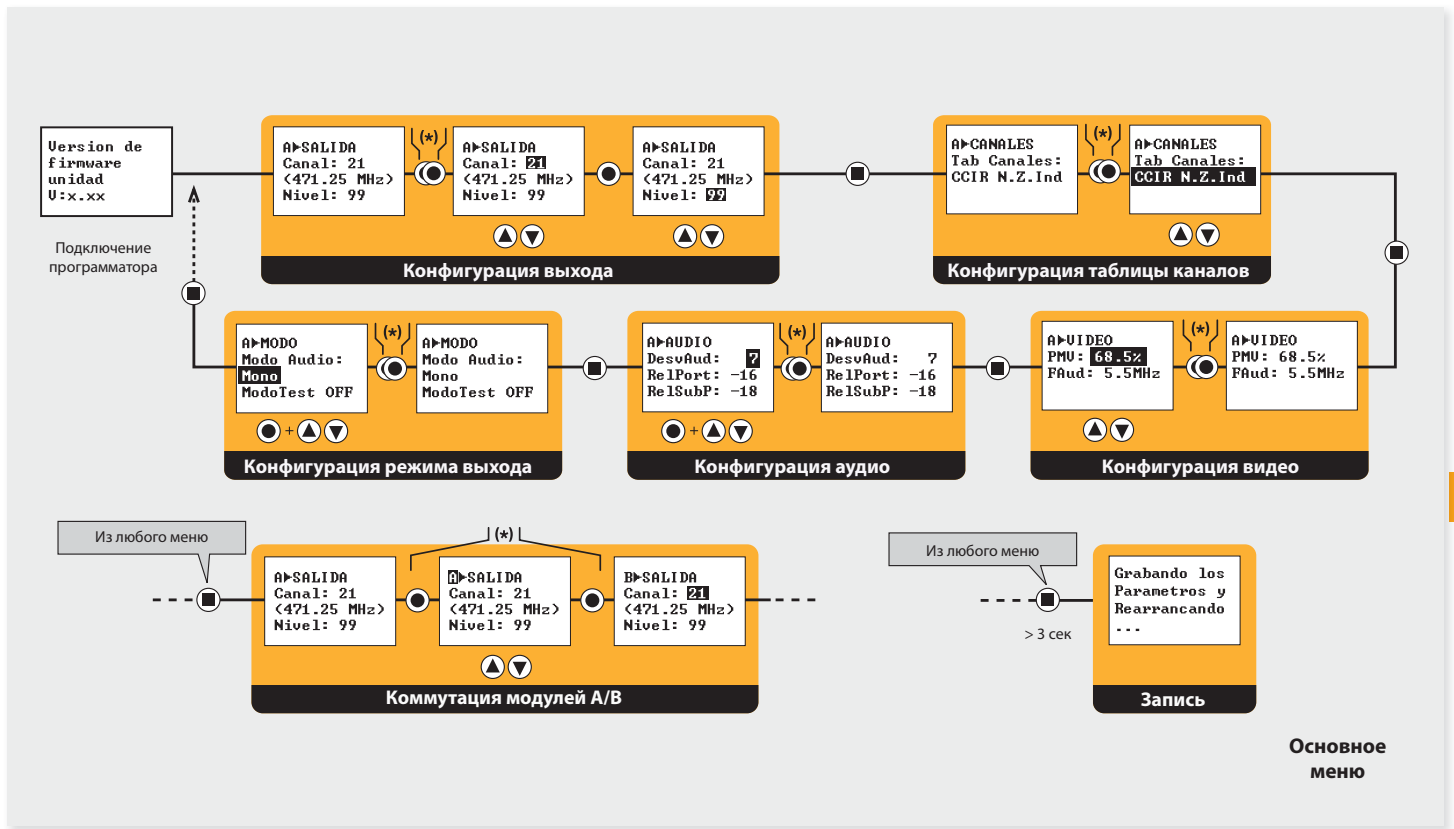 Version de
firmware
unidad
V:x.xx
Подключение
программатора
A►SALIDA
Canal: 21
(471.25 MHz)
Nivel: 99
(*)
A►SALIDA
Canal: 21
(471.25 MHz)
Nivel: 99
A►SALIDA
Canal: 21
(471.25 MHz)
Nivel: 99
Конфигурация выхода
A►CANALES
Tab Canales:
CCIR N.Z.Ind
(*)
A►CANALES
Tab Canales:
CCIR N.Z.Ind
Конфигурация таблицы каналов
A►MODO
Modo Audio:
Mono
ModoTest OFF
(*)
A►MODO
Modo Audio:
Mono
ModoTest OFF
+
Конфигурация режима выхода
A►AUDIO
DesvAud: 7
RelPort: -16
RelSubP: -18
(*)
A►AUDIO
DesvAud: 7
RelPort: -16
RelSubP: -18
+
Конфигурация аудио
A►VIDEO
PMV: 68.5%
FAud: 5.5MHz
(*)
A►VIDEO
PMV: 68.5%
FAud: 5.5MHz
Конфигурация видео
Из любого меню
A►SALIDA
Canal: 21
(471.25 MHz)
Nivel: 99
(*)
A►SALIDA
Canal: 21
(471.25 MHz)
Nivel: 99
B►SALIDA
Canal: 21
(471.25 MHz)
Nivel: 99
Коммутация модулей A/B
Из любого меню
> 3 сек
Grabando los
Parametros y
Rearrancando
...
Запись
Основное
меню